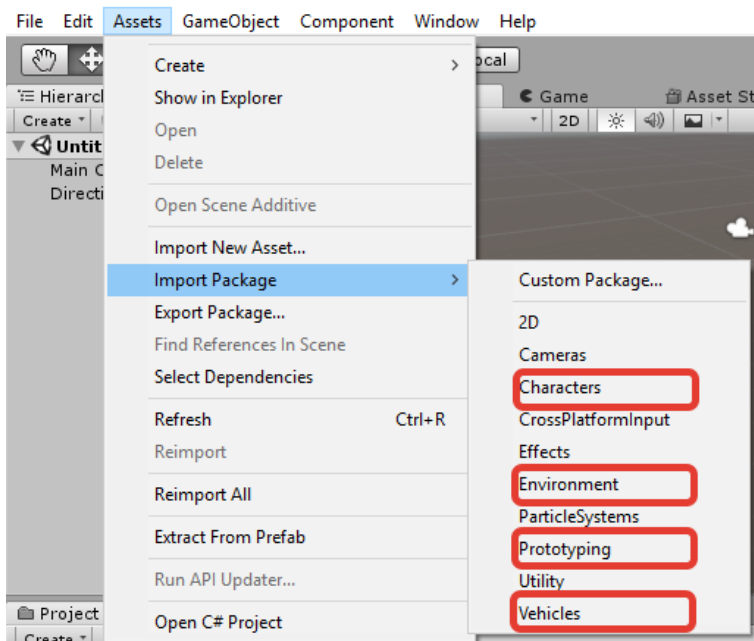 File Edit Assets GameObject Component Window Help
Create >
Show in Explorer
Open
Delete
Open Scene Additive
Import New Asset...
Import Package >
Export Package...
Find References In Scene
Select Dependencies
Refresh Ctrl+R
Reimport
Reimport All
Extract From Prefab
Run API Updater...
Open C# Project
Custom Package...
2D
Cameras
Characters
CrossPlatformInput
Effects
Environment
ParticleSystems
Prototyping
Utility
Vehicles
ocal
Hierarcl
Game
Asset St
Create
2D
Untit
Main C
Directi
Project
Create